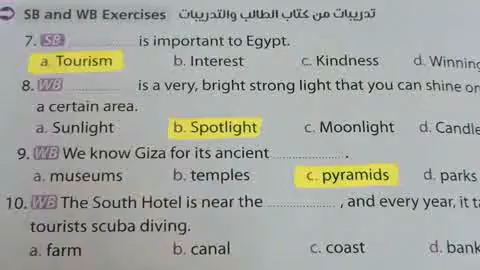 SB and WB Exercises تدريبات من كتاب الطالب والتدريبات
7. SB ............ is important to Egypt.
a. Tourism b. Interest c. Kindness d. Winning
8. WB ............ is a very, bright strong light that you can shine on
a certain area.
a. Sunlight b. Spotlight c. Moonlight d. Candle
9. WB We know Giza for its ancient ............ .
a. museums b. temples c. pyramids d. parks
10. WB The South Hotel is near the ............ , and every year, it ta
tourists scuba diving.
a. farm b. canal c. coast d. bank